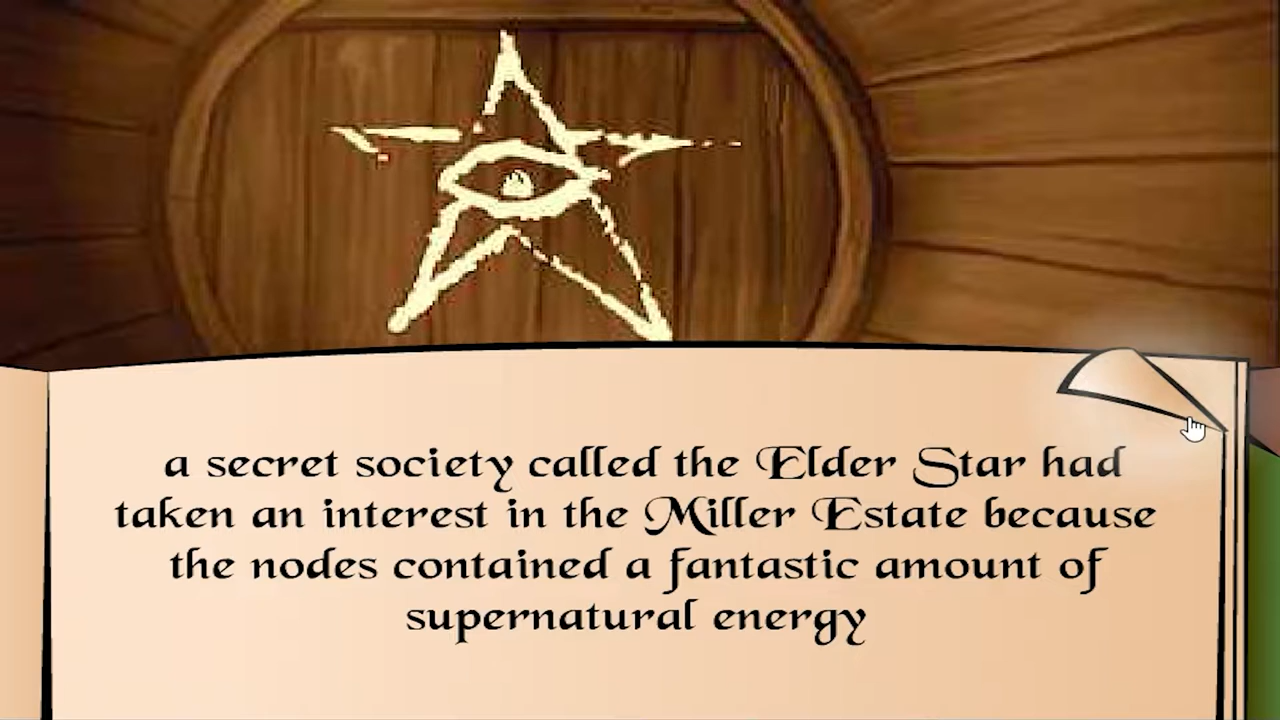 a secret society called the Elder Star had
taken an interest in the Miller Estate because
the nodes contained a fantastic amount of
supernatural energy